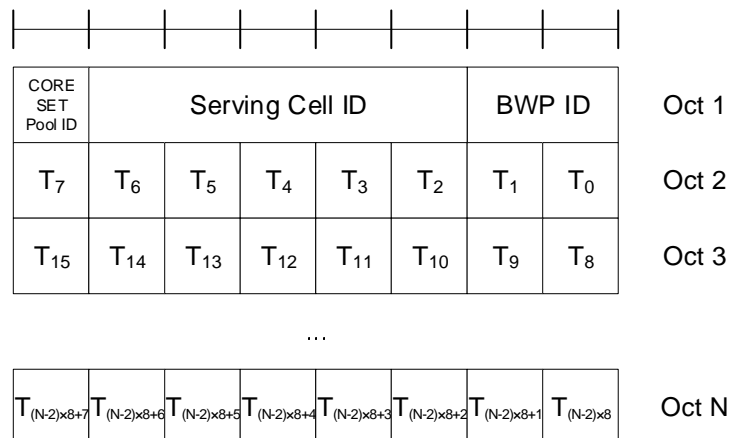 CORE SET Pool ID Serving Cell ID BWP ID Oct 1
T7 T6 T5 T4 T3 T2 T1 T0 Oct 2
T15 T14 T13 T12 T11 T10 T9 T8 Oct 3
...
T(N-2)×8+7 T(N-2)×8+6 T(N-2)×8+5 T(N-2)×8+4 T(N-2)×8+3 T(N-2)×8+2 T(N-2)×8+1 T(N-2)×8 Oct N